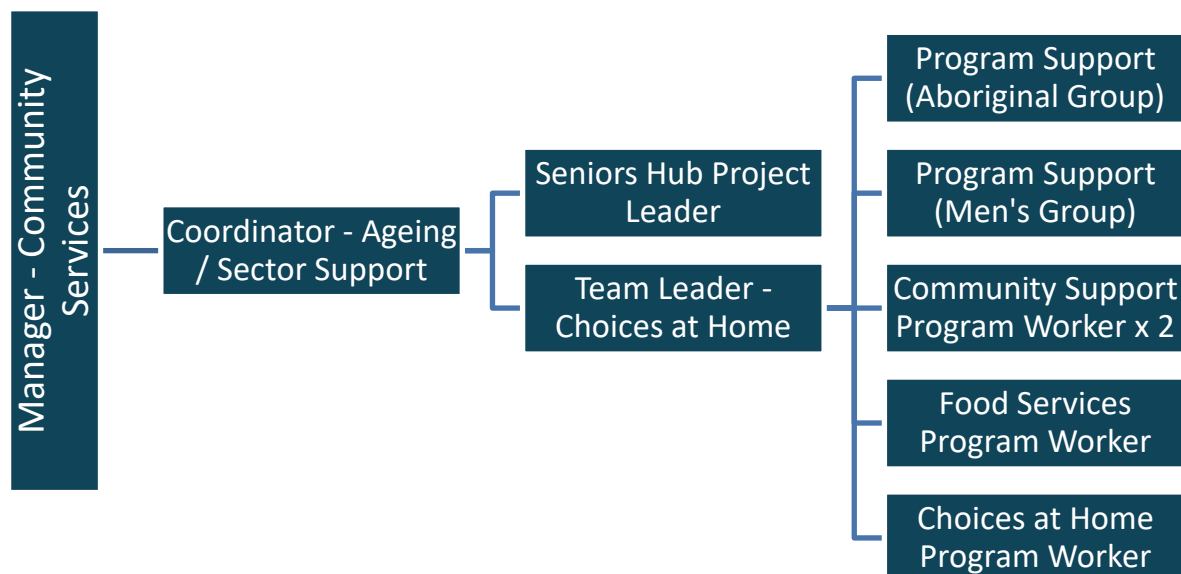 Manager - Community
Services
Coordinator - Ageing
/ Sector Support
Seniors Hub Project
Leader
Team Leader -
Choices at Home
Program Support
(Aboriginal Group)
Program Support
(Men's Group)
Community Support
Program Worker x 2
Food Services
Program Worker
Choices at Home
Program Worker